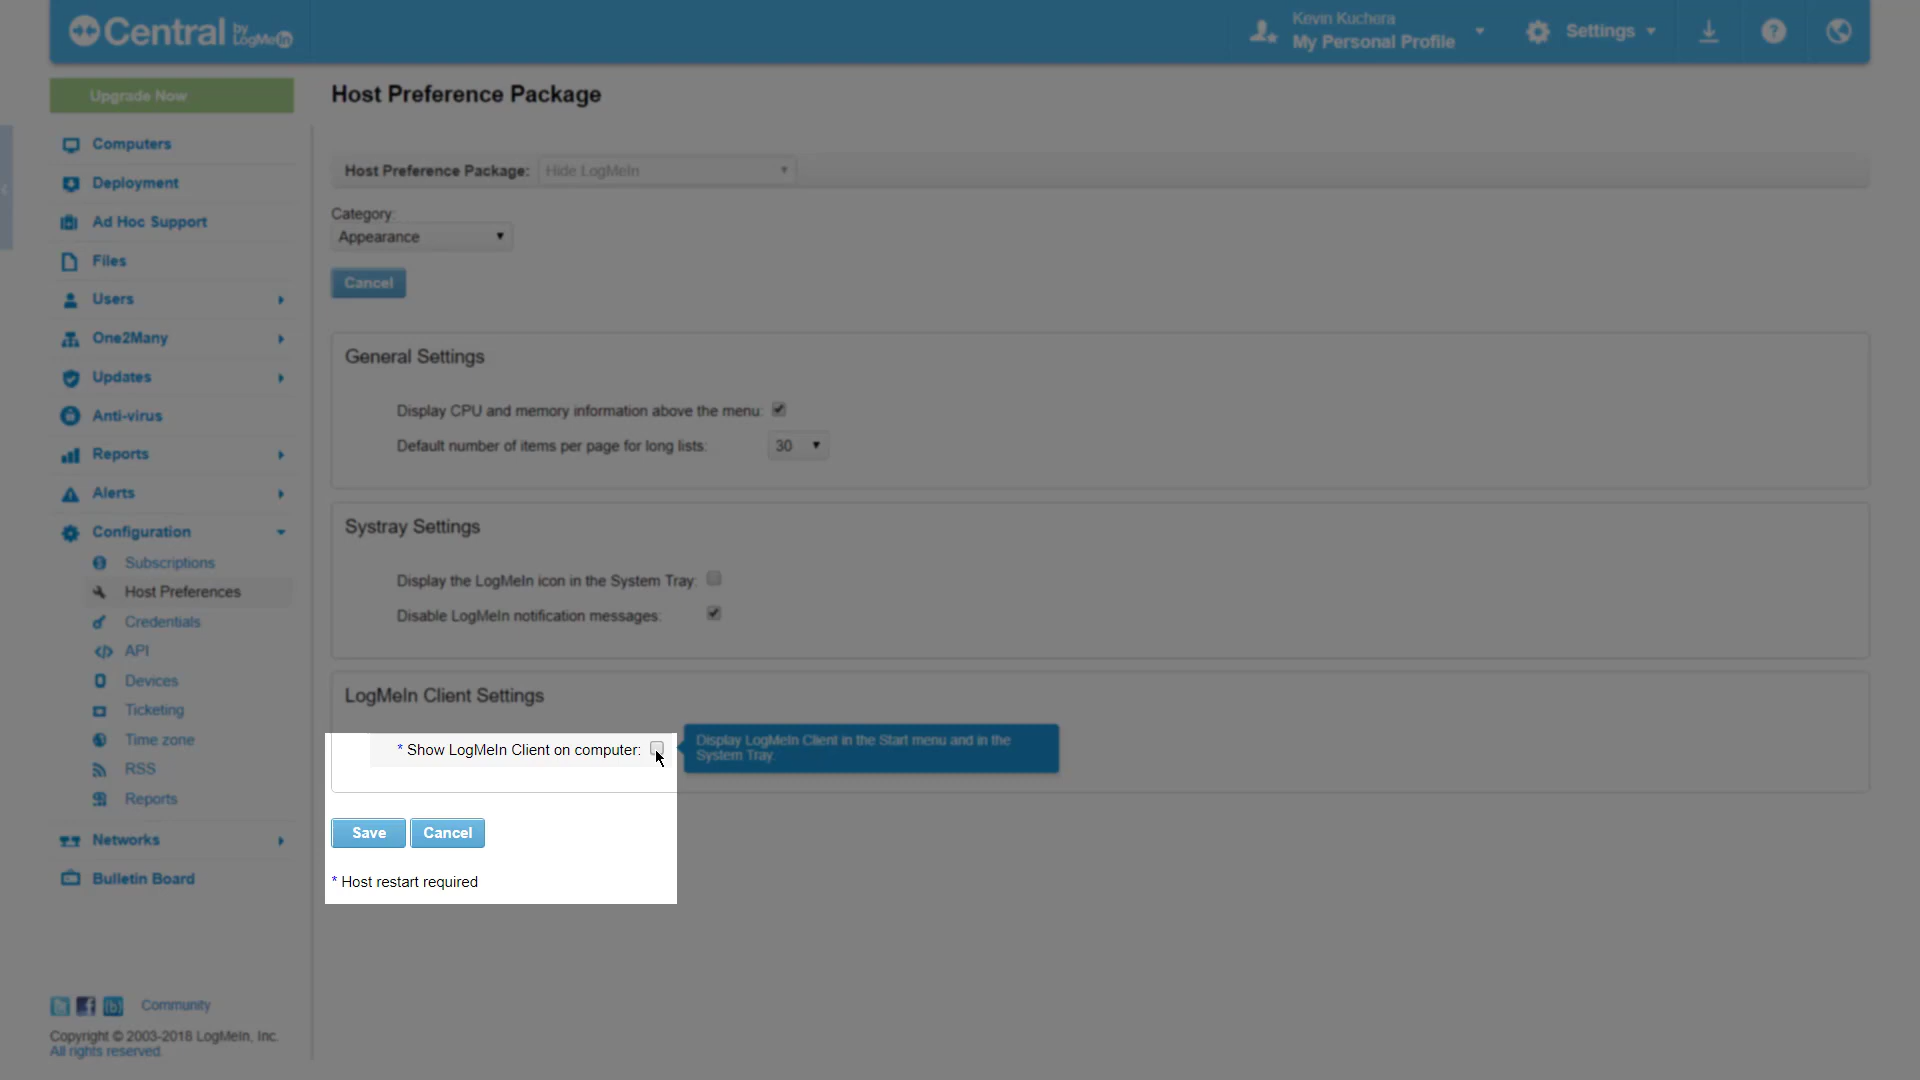 Central by LogMeIn
Kevin Kuchera
My Personal Profile
Settings
Upgrade Now
Computers
Deployment
Ad Hoc Support
Files
Users
One2Many
Updates
Anti-virus
Reports
Alerts
Configuration
Subscriptions
Host Preferences
Credentials
API
Devices
Ticketing
Time zone
RSS
Reports
Networks
Bulletin Board
Community
Copyright © 2003-2018 LogMeIn, Inc.
All rights reserved.
Host Preference Package
Host Preference Package: Hide LogMeIn
Category:
Appearance
Cancel
General Settings
Display CPU and memory information above the menu:
Default number of items per page for long lists: 30
Systray Settings
Display the LogMeIn icon in the System Tray:
Disable LogMeIn notification messages:
LogMeIn Client Settings
* Show LogMeIn Client on computer:
Display LogMeIn Client in the Start menu and in the
System Tray.
Save Cancel
* Host restart required